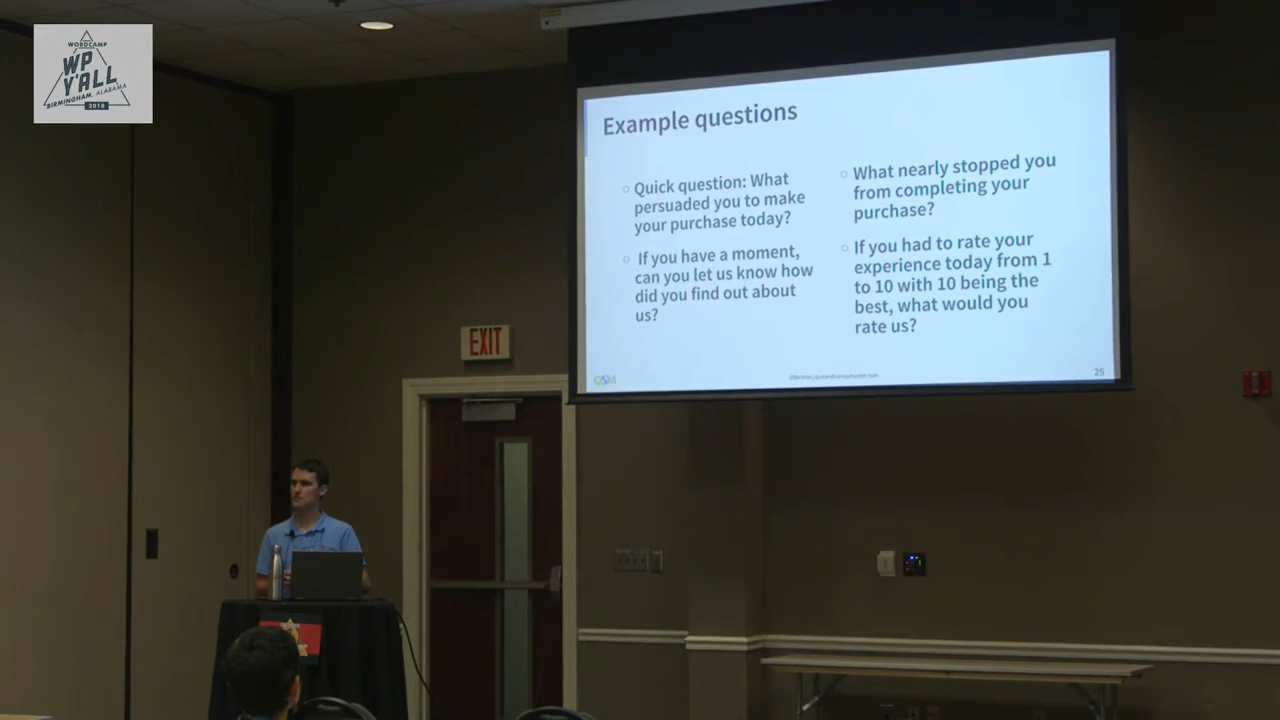 WORDCAMP
WP
Y'ALL
BIRMINGHAM, ALABAMA
2018
Example questions
Quick question: What
persuaded you to make
your purchase today?
If you have a moment,
can you let us know how
did you find out about
us?
What nearly stopped you
from completing your
purchase?
If you had to rate your
experience today from 1
to 10 with 10 being the
best, what would you
rate us?
QSM
25
EXIT